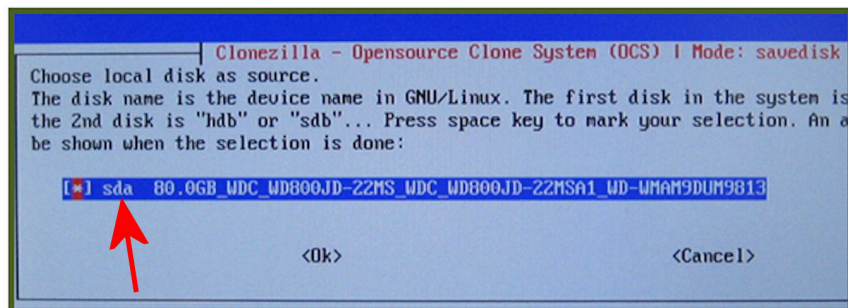 Clonezilla - Opensource Clone System (OCS) | Mode: savedisk
Choose local disk as source.
The disk name is the device name in GNU/Linux. The first disk in the system is
the 2nd disk is "hdb" or "sdb"... Press space key to mark your selection. An a
be shown when the selection is done:
[*] sda 80.0GB_WDC_WD800JD-22MS_WDC_WD800JD-22MSA1_WD-WMAM9DUM9813
<Ok> <Cancel>